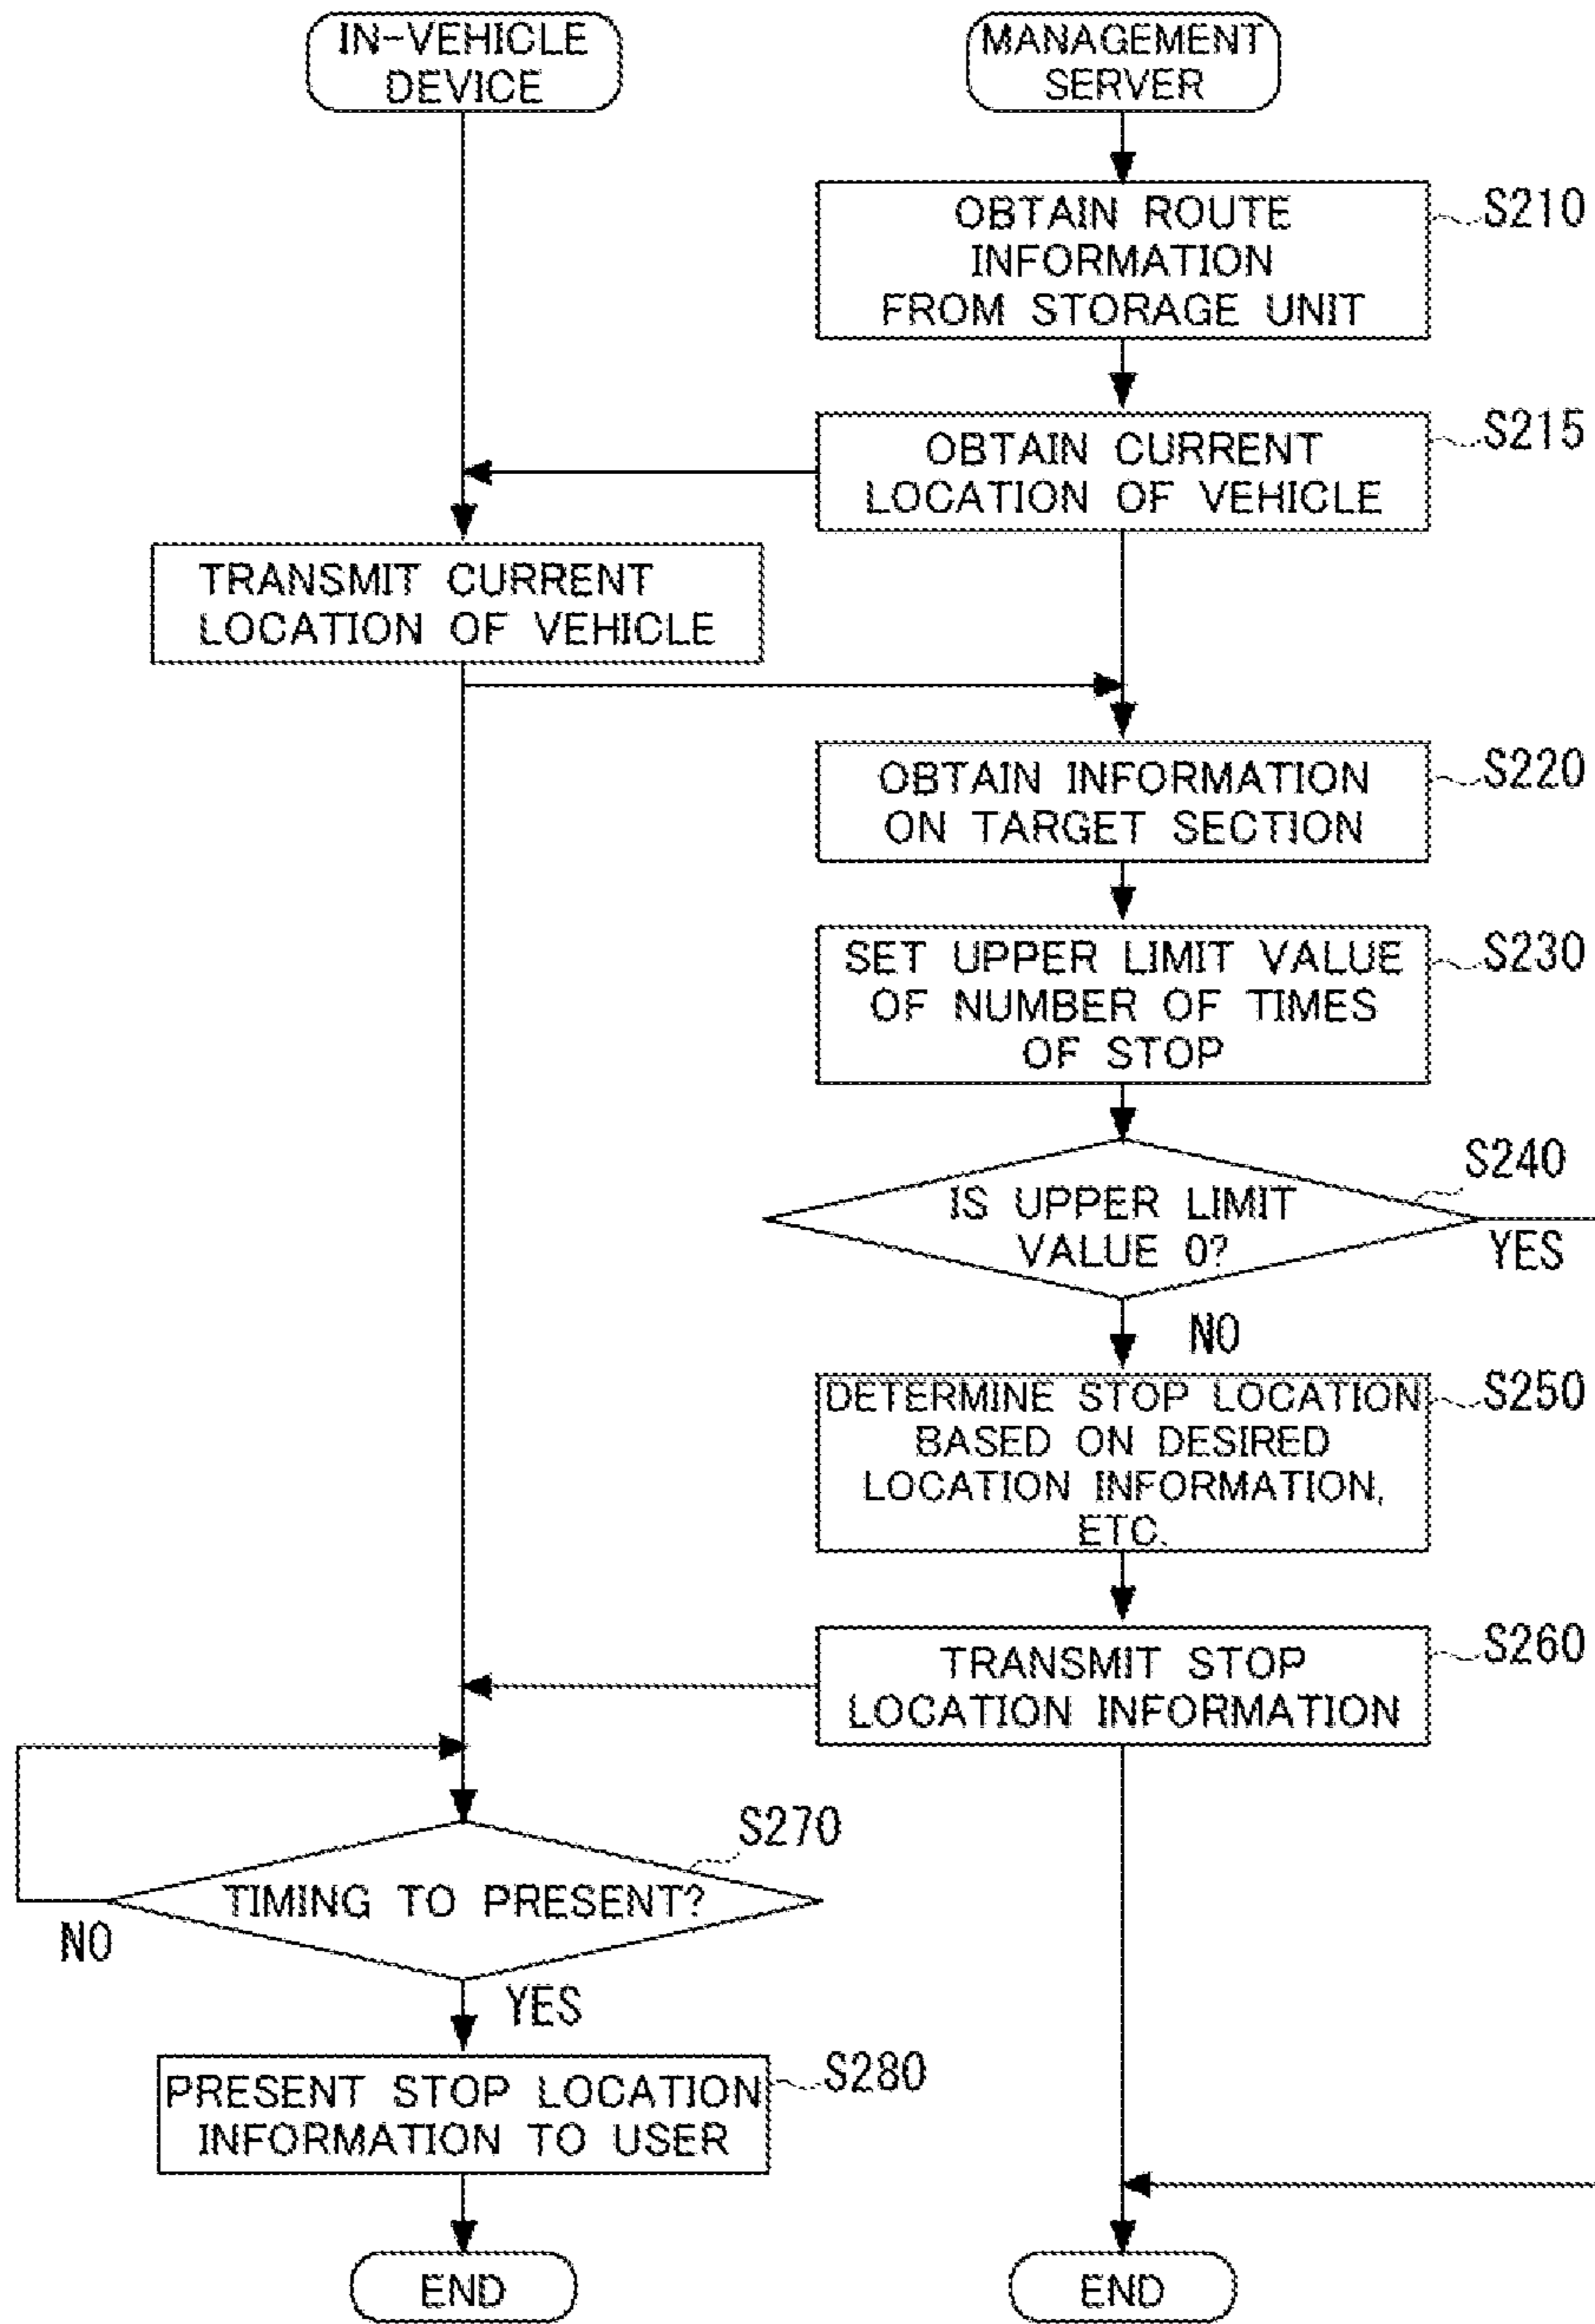 IN-VEHICLE
DEVICE
MANAGEMENT
SERVER
OBTAIN ROUTE
INFORMATION
FROM STORAGE UNIT
S210
OBTAIN CURRENT
LOCATION OF VEHICLE
S215
TRANSMIT CURRENT
LOCATION OF VEHICLE
OBTAIN INFORMATION
ON TARGET SECTION
S220
SET UPPER LIMIT VALUE
OF NUMBER OF TIMES
OF STOP
S230
IS UPPER LIMIT
VALUE 0?
S240
YES
NO
DETERMINE STOP LOCATION
BASED ON DESIRED
LOCATION INFORMATION,
ETC.
S250
TRANSMIT STOP
LOCATION INFORMATION
S260
TIMING TO PRESENT?
S270
NO
YES
PRESENT STOP LOCATION
INFORMATION TO USER
S280
END
END